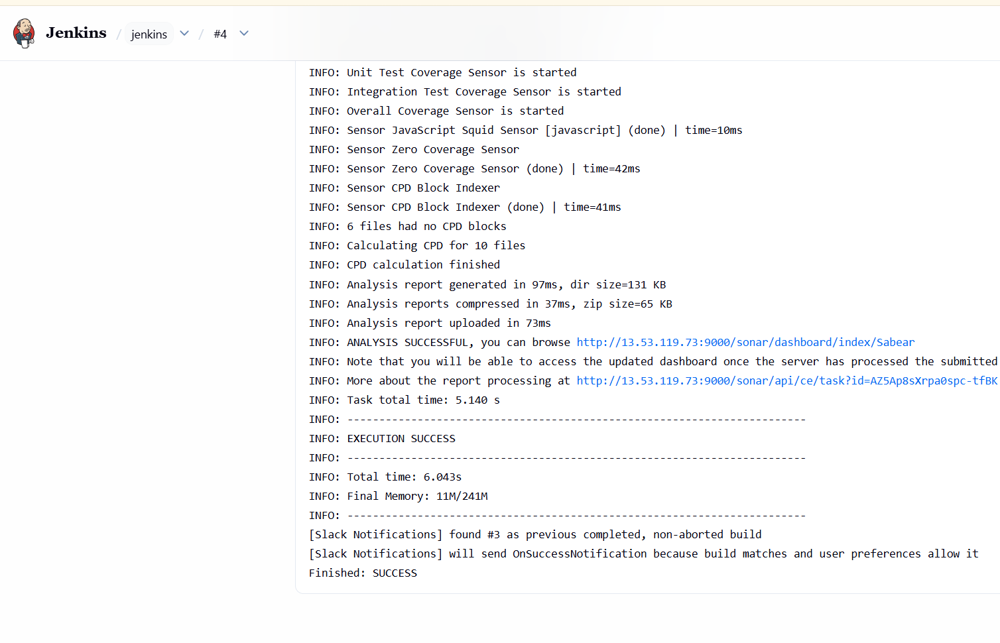 Jenkins / jenkins / #4
INFO: Unit Test Coverage Sensor is started
INFO: Integration Test Coverage Sensor is started
INFO: Overall Coverage Sensor is started
INFO: Sensor JavaScript Squid Sensor [javascript] (done) | time=10ms
INFO: Sensor Zero Coverage Sensor
INFO: Sensor Zero Coverage Sensor (done) | time=42ms
INFO: Sensor CPD Block Indexer
INFO: Sensor CPD Block Indexer (done) | time=41ms
INFO: 6 files had no CPD blocks
INFO: Calculating CPD for 10 files
INFO: CPD calculation finished
INFO: Analysis report generated in 97ms, dir size=131 KB
INFO: Analysis reports compressed in 37ms, zip size=65 KB
INFO: Analysis report uploaded in 73ms
INFO: ANALYSIS SUCCESSFUL, you can browse http://13.53.119.73:9000/sonar/dashboard/index/Sabear
INFO: Note that you will be able to access the updated dashboard once the server has processed the submitted
INFO: More about the report processing at http://13.53.119.73:9000/sonar/api/ce/task?id=AZ5Ap8sXrpa0spc-tfBK
INFO: Task total time: 5.140 s
INFO: ------------------------------------------------------------------------
INFO: EXECUTION SUCCESS
INFO: ------------------------------------------------------------------------
INFO: Total time: 6.043s
INFO: Final Memory: 11M/241M
INFO: ------------------------------------------------------------------------
[Slack Notifications] found #3 as previous completed, non-aborted build
[Slack Notifications] will send OnSuccessNotification because build matches and user preferences allow it
Finished: SUCCESS